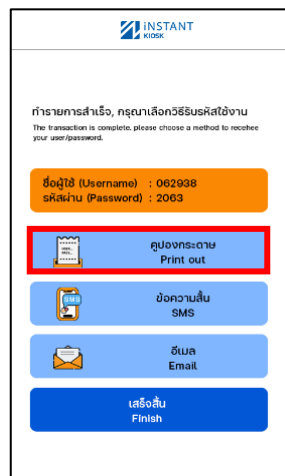 iNSTANT
KIOSK
ทำรายการสำเร็จ, กรุณาเลือกวิธีรับรหัสใช้งาน
The transaction is complete. please choose a method to recehee
your user/password.
ชื่อผู้ใช้ (Username) : 062938
รหัสผ่าน (Password) : 2063
คูปองกระดาษ
Print out
SMS
ข้อความสั้น
SMS
อีเมล
Email
เสร็จสิ้น
Finish